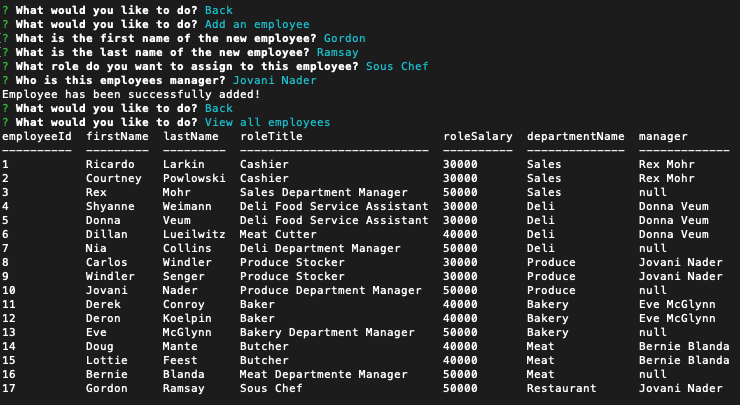 ? What would you like to do? Back
? What would you like to do? Add an employee
? What is the first name of the new employee? Gordon
? What is the last name of the new employee? Ramsay
? What role do you want to assign to this employee? Sous Chef
? Who is this employees manager? Jovani Nader
Employee has been successfully added!
? What would you like to do? Back
? What would you like to do? View all employees
employeeId  firstName  lastName   roleTitle                    roleSalary  departmentName  manager
----------  ---------  ---------  ---------------------------  ----------  --------------  -------------
1           Ricardo    Larkin     Cashier                      30000       Sales           Rex Mohr
2           Courtney   Powlowski  Cashier                      30000       Sales           Rex Mohr
3           Rex        Mohr       Sales Department Manager     50000       Sales           null
4           Shyanne    Weimann    Deli Food Service Assistant  30000       Deli            Donna Veum
5           Donna      Veum       Deli Food Service Assistant  30000       Deli            Donna Veum
6           Dillan     Lueilwitz  Meat Cutter                  40000       Deli            Donna Veum
7           Nia        Collins    Deli Department Manager      50000       Deli            null
8           Carlos     Windler    Produce Stocker              30000       Produce         Jovani Nader
9           Windler    Senger     Produce Stocker              30000       Produce         Jovani Nader
10          Jovani     Nader      Produce Department Manager   50000       Produce         null
11          Derek      Conroy     Baker                        40000       Bakery          Eve McGlynn
12          Deron      Koelpin    Baker                        40000       Bakery          Eve McGlynn
13          Eve        McGlynn    Bakery Department Manager    50000       Bakery          null
14          Doug       Mante      Butcher                      40000       Meat            Bernie Blanda
15          Lottie     Feest      Butcher                      40000       Meat            Bernie Blanda
16          Bernie     Blanda     Meat Departmente Manager     50000       Meat            null
17          Gordon     Ramsay     Sous Chef                    50000       Restaurant      Jovani Nader